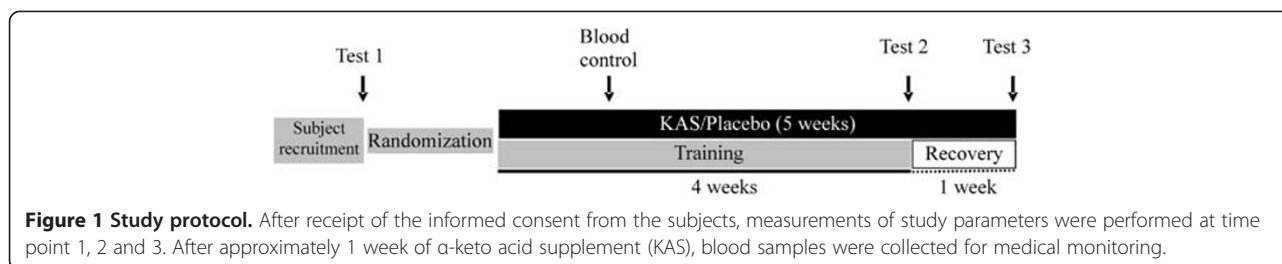 Test 1
Blood
control
Test 2
Test 3
Subject
recruitment
Randomization
KAS/Placebo (5 weeks)
Training
Recovery
4 weeks
1 week
Figure 1 Study protocol. After receipt of the informed consent from the subjects, measurements of study parameters were performed at time
point 1, 2 and 3. After approximately 1 week of α-keto acid supplement (KAS), blood samples were collected for medical monitoring.